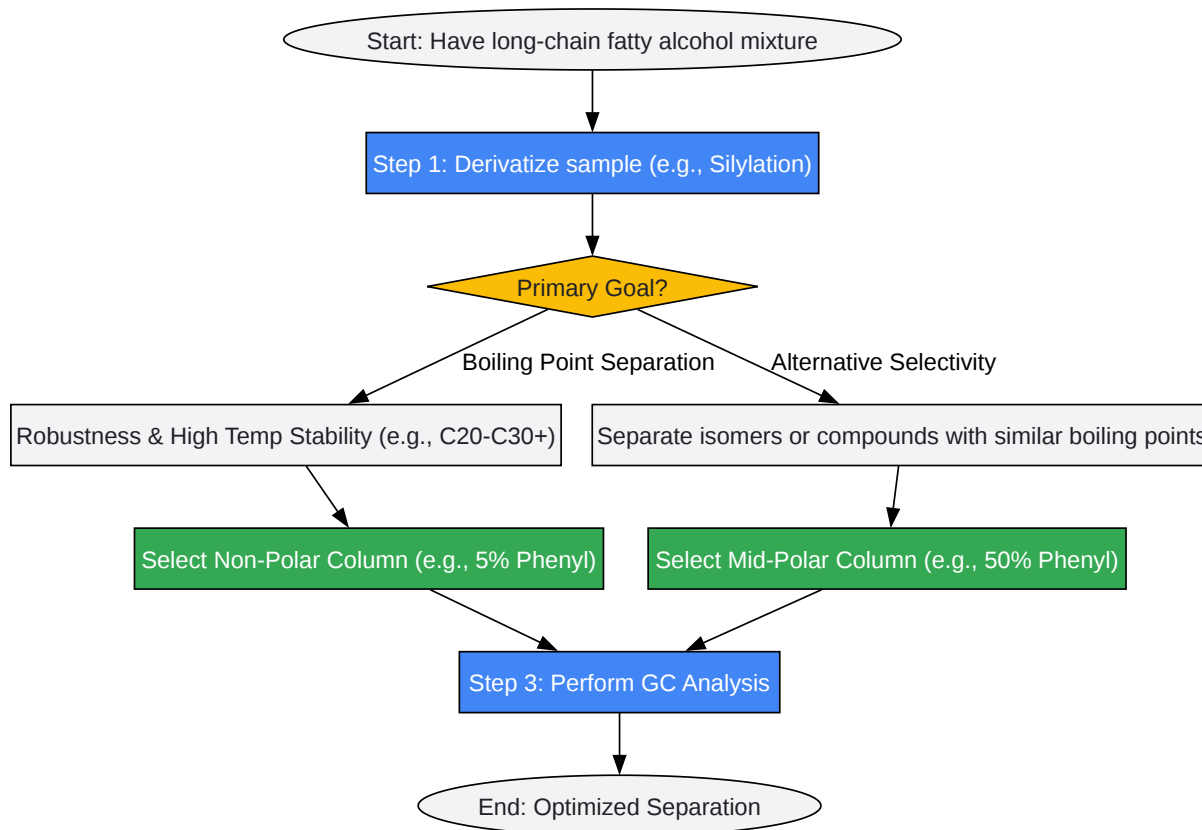 Start: Have long-chain fatty alcohol mixture
Step 1: Derivatize sample (e.g., Silylation)
Primary Goal?
Boiling Point Separation
Alternative Selectivity
Robustness & High Temp Stability (e.g., C20-C30+)
Separate isomers or compounds with similar boiling points
Select Non-Polar Column (e.g., 5% Phenyl)
Select Mid-Polar Column (e.g., 50% Phenyl)
Step 3: Perform GC Analysis
End: Optimized Separation